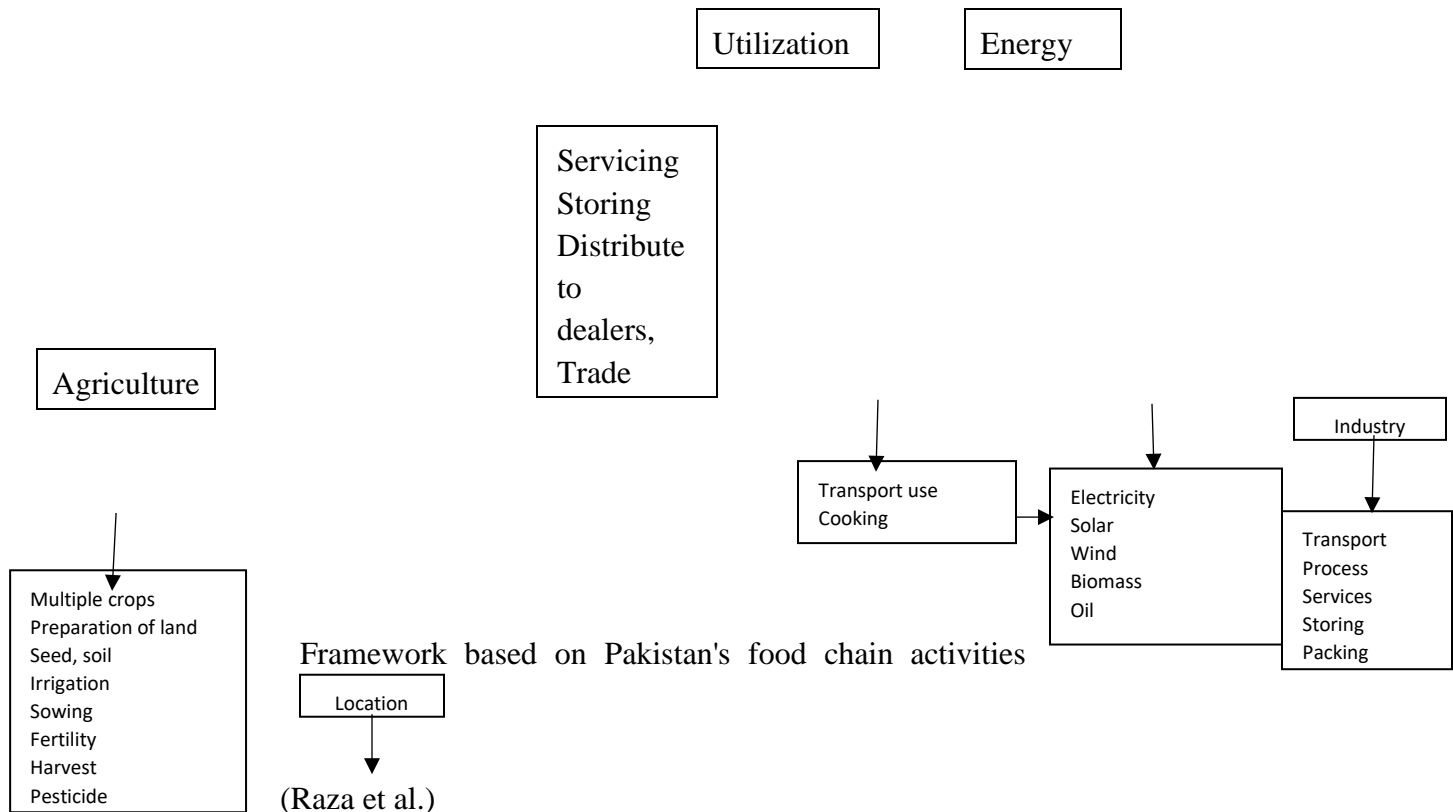 Utilization
Energy
Servicing
Storing
Distribute
to
dealers,
Trade
Agriculture
Industry
Transport use
Cooking
Electricity
Solar
Wind
Biomass
Oil
Transport
Process
Services
Storing
Packing
Multiple crops
Preparation of land
Seed, soil
Irrigation
Sowing
Fertility
Harvest
Pesticide
Framework based on Pakistan's food chain activities
Location
(Raza et al.)